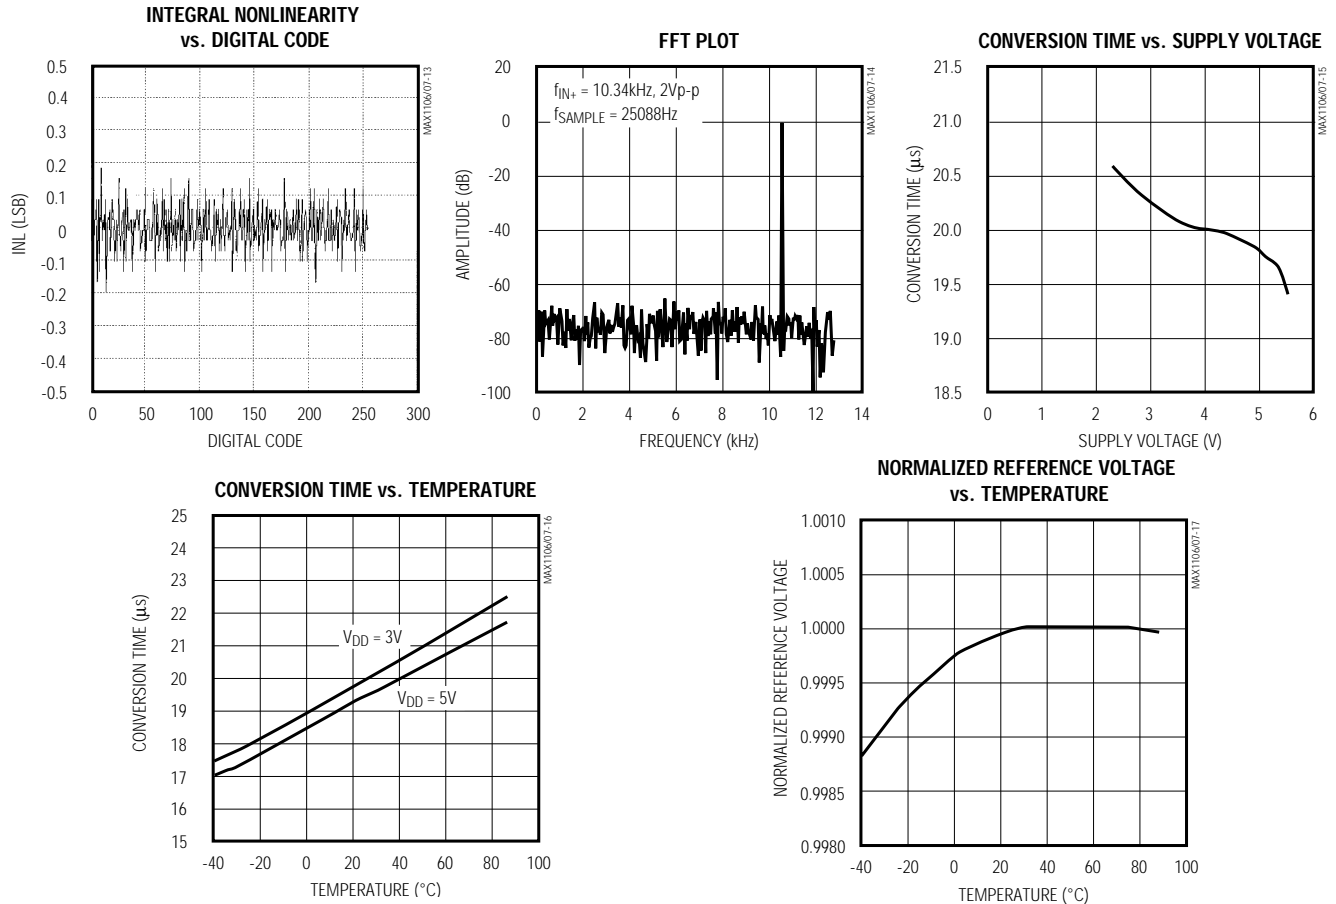 INTEGRAL NONLINEARITY
vs. DIGITAL CODE
0.5
0.4
0.3
0.2
0.1
0
-0.1
-0.2
-0.3
-0.4
-0.5
INL (LSB)
0 50 100 150 200 250 300
DIGITAL CODE
MAX1106/07-13
FFT PLOT
fIN+ = 10.34kHz, 2Vp-p
fSAMPLE = 25088Hz
20
0
-20
-40
-60
-80
-100
AMPLITUDE (dB)
0 2 4 6 8 10 12 14
FREQUENCY (kHz)
MAX1106/07-14
CONVERSION TIME vs. SUPPLY VOLTAGE
21.5
21.0
20.5
20.0
19.5
19.0
18.5
CONVERSION TIME (µs)
0 1 2 3 4 5 6
SUPPLY VOLTAGE (V)
MAX1106/07-15
CONVERSION TIME vs. TEMPERATURE
25
24
23
22
21
20
19
18
17
16
15
CONVERSION TIME (µs)
VDD = 3V
VDD = 5V
-40 -20 0 20 40 60 80 100
TEMPERATURE (°C)
MAX1106/07-16
NORMALIZED REFERENCE VOLTAGE
vs. TEMPERATURE
1.0010
1.0005
1.0000
0.9995
0.9990
0.9985
0.9980
NORMALIZED REFERENCE VOLTAGE
-40 -20 0 20 40 60 80 100
TEMPERATURE (°C)
MAX1106/07-17